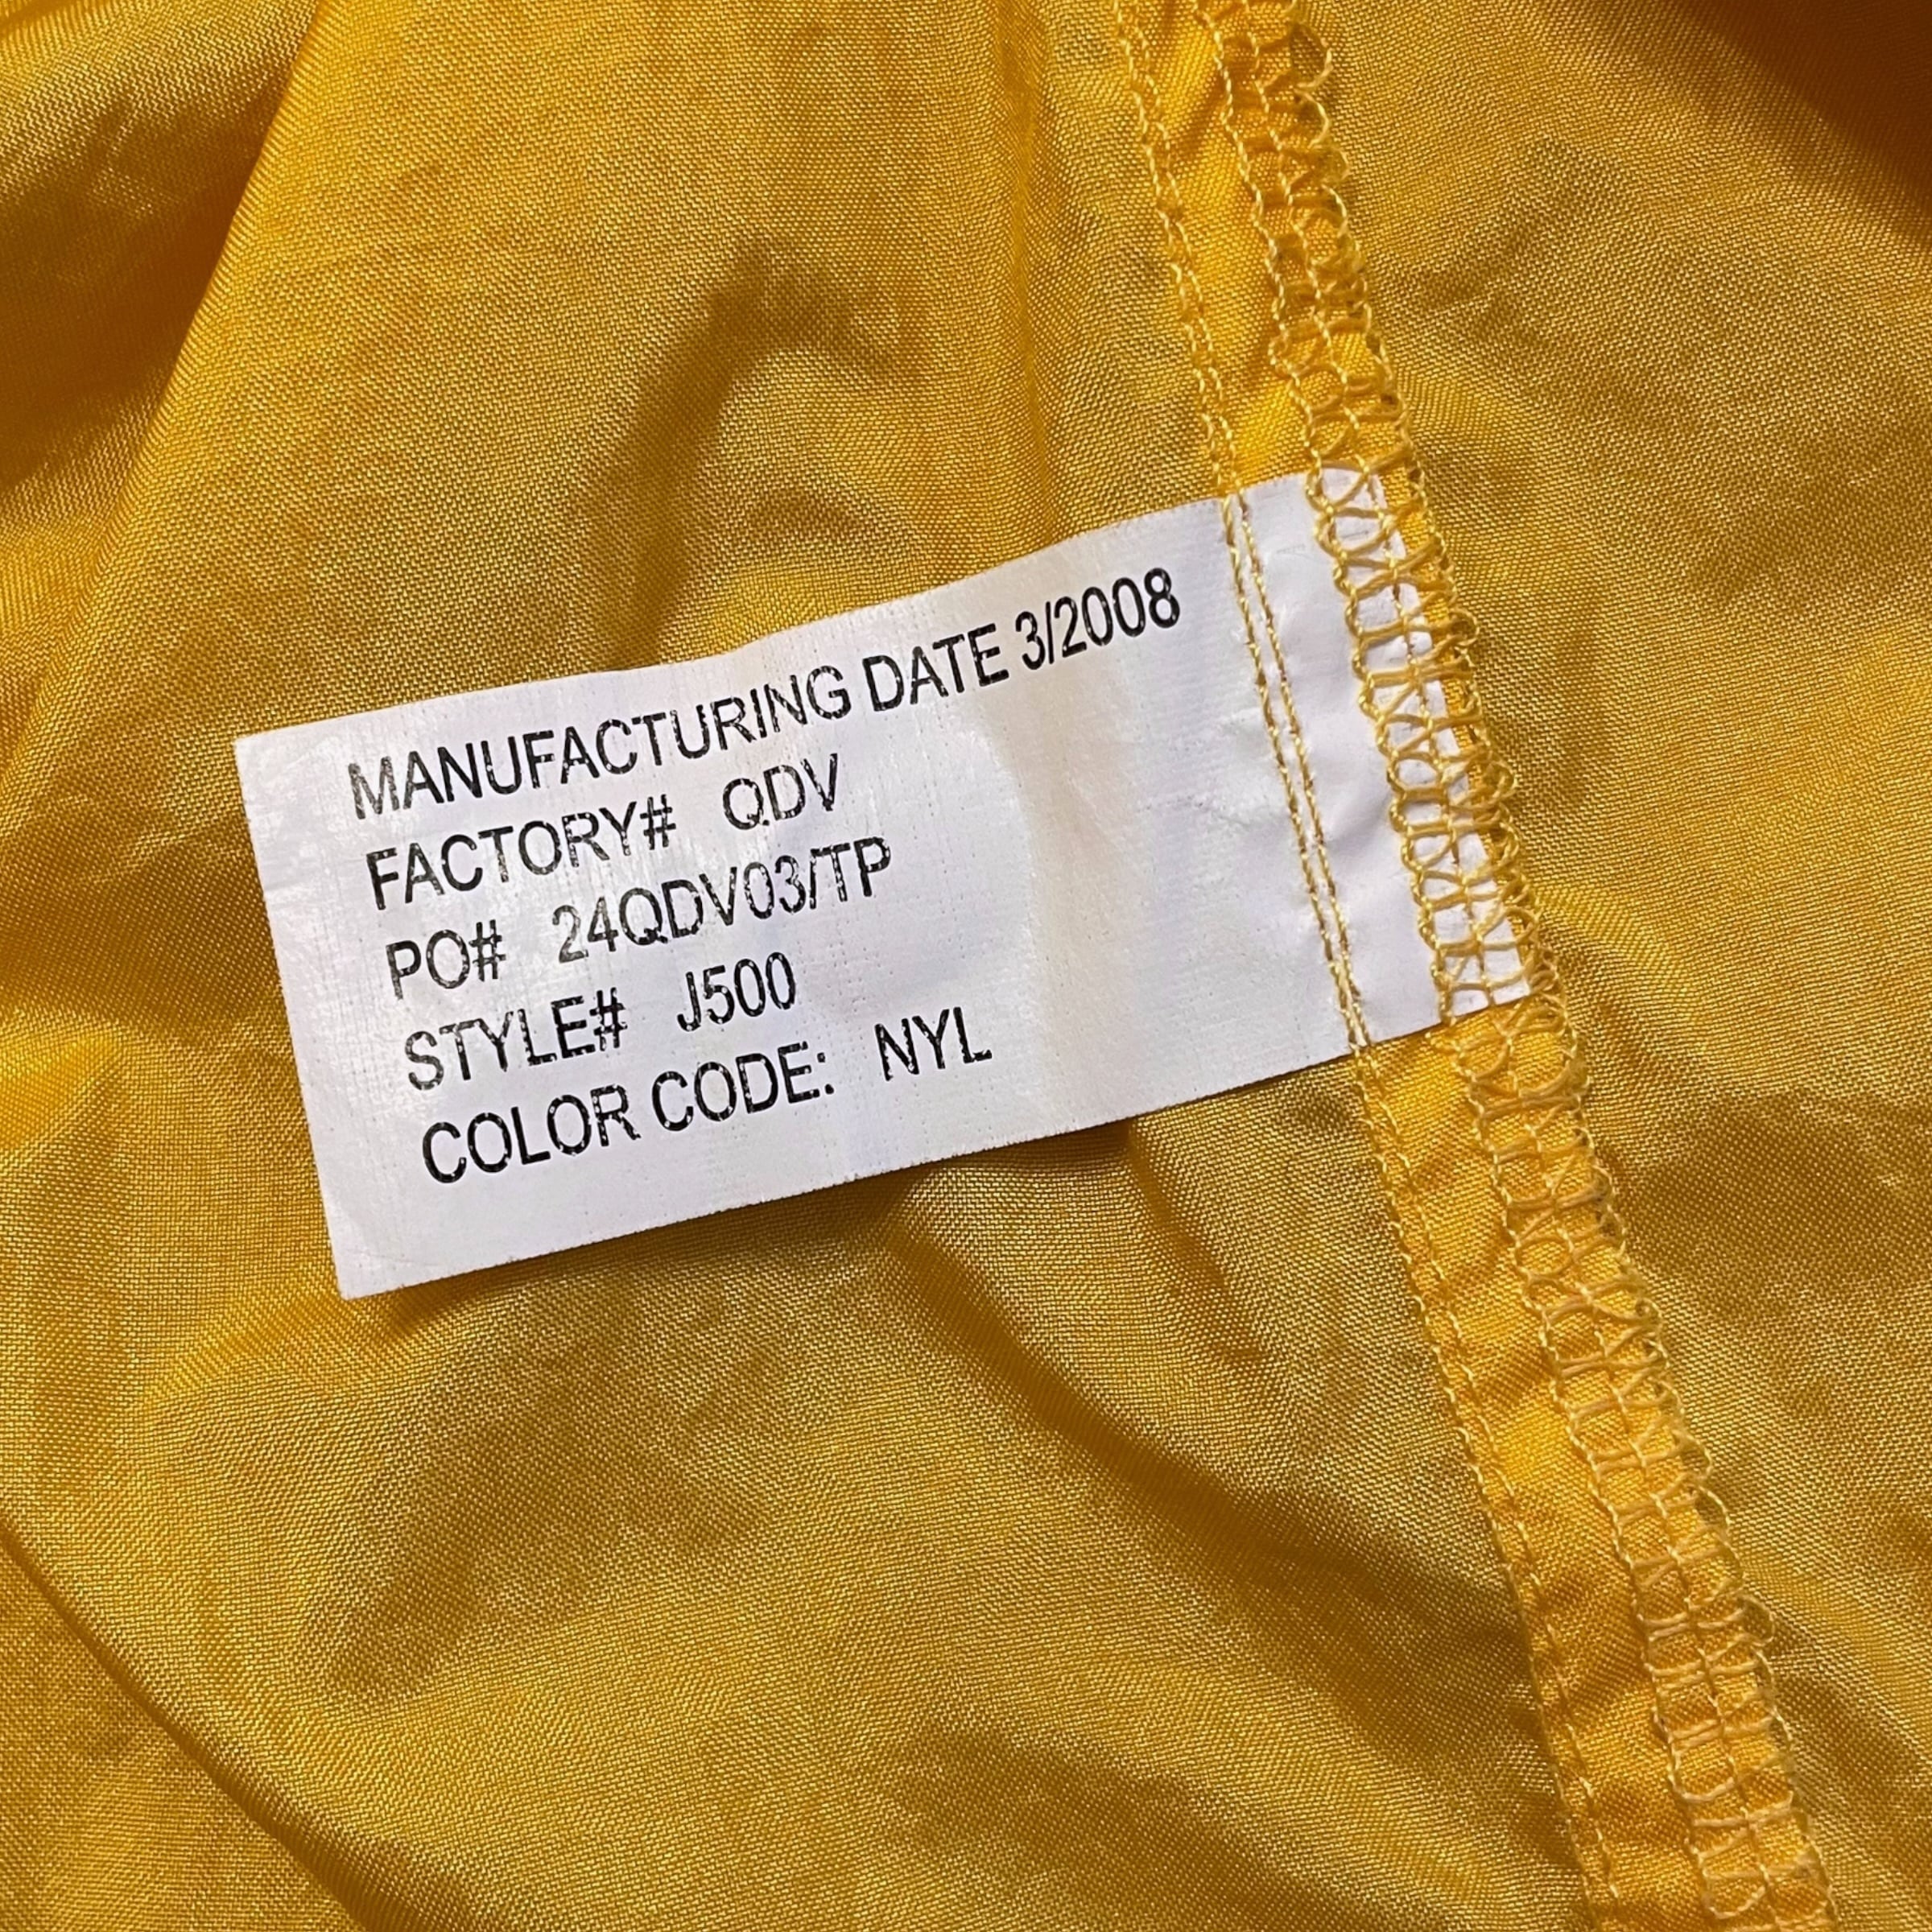 MANUFACTURING DATE 3/2008
FACTORY# QDV
PO# 24QDV03/TP
STYLE# J500
COLOR CODE: NYL